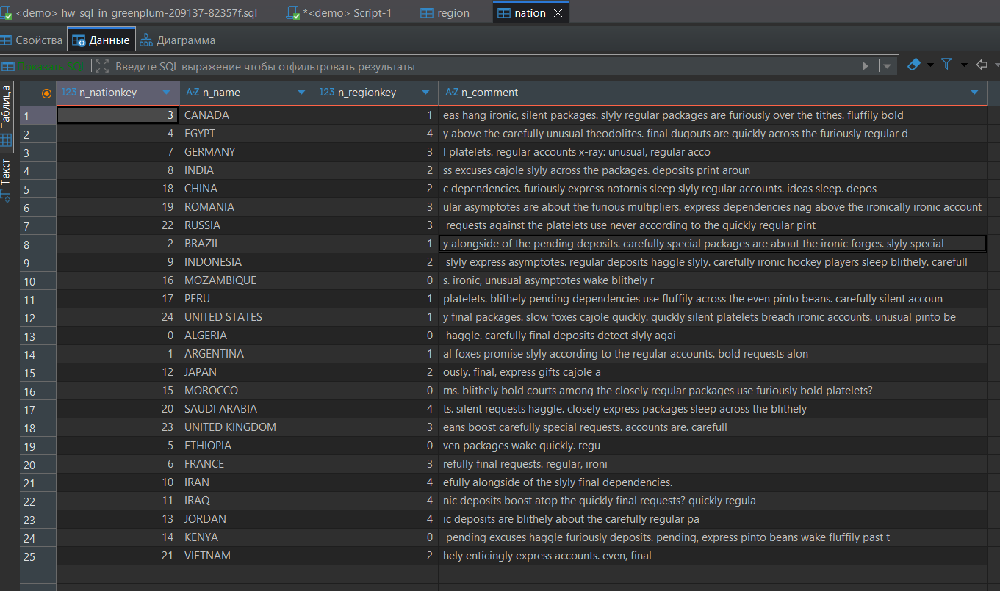 <demo> hw_sql_in_greenplum-209137-82357f.sql *<demo> Script-1 region nation
Свойства Данные Диаграмма
Показать SQL Введите SQL выражение чтобы отфильтровать результаты
Таблица
Текст
123 n_nationkey A-Z n_name 123 n_regionkey A-Z n_comment
1 3 CANADA 1 eas hang ironic, silent packages. slyly regular packages are furiously over the tithes. fluffily bold
2 4 EGYPT 4 y above the carefully unusual theodolites. final dugouts are quickly across the furiously regular d
3 7 GERMANY 3 l platelets. regular accounts x-ray: unusual, regular acco
4 8 INDIA 2 ss excuses cajole slyly across the packages. deposits print aroun
5 18 CHINA 2 c dependencies. furiously express notornis sleep slyly regular accounts. ideas sleep. depos
6 19 ROMANIA 3 ular asymptotes are about the furious multipliers. express dependencies nag above the ironically ironic account
7 22 RUSSIA 3 requests against the platelets use never according to the quickly regular pint
8 2 BRAZIL 1 y alongside of the pending deposits. carefully special packages are about the ironic forges. slyly special
9 9 INDONESIA 2 slyly express asymptotes. regular deposits haggle slyly. carefully ironic hockey players sleep blithely. carefull
10 16 MOZAMBIQUE 0 s. ironic, unusual asymptotes wake blithely r
11 17 PERU 1 platelets. blithely pending dependencies use fluffily across the even pinto beans. carefully silent accoun
12 24 UNITED STATES 1 y final packages. slow foxes cajole quickly. quickly silent platelets breach ironic accounts. unusual pinto be
13 0 ALGERIA 0 haggle. carefully final deposits detect slyly agai
14 1 ARGENTINA 1 al foxes promise slyly according to the regular accounts. bold requests alon
15 12 JAPAN 2 ously. final, express gifts cajole a
16 15 MOROCCO 0 rns. blithely bold courts among the closely regular packages use furiously bold platelets?
17 20 SAUDI ARABIA 4 ts. silent requests haggle. closely express packages sleep across the blithely
18 23 UNITED KINGDOM 3 eans boost carefully special requests. accounts are. carefull
19 5 ETHIOPIA 0 ven packages wake quickly. regu
20 6 FRANCE 3 refully final requests. regular, ironi
21 10 IRAN 4 efully alongside of the slyly final dependencies.
22 11 IRAQ 4 nic deposits boost atop the quickly final requests? quickly regula
23 13 JORDAN 4 ic deposits are blithely about the carefully regular pa
24 14 KENYA 0 pending excuses haggle furiously deposits. pending, express pinto beans wake fluffily past t
25 21 VIETNAM 2 hely enticingly express accounts. even, final